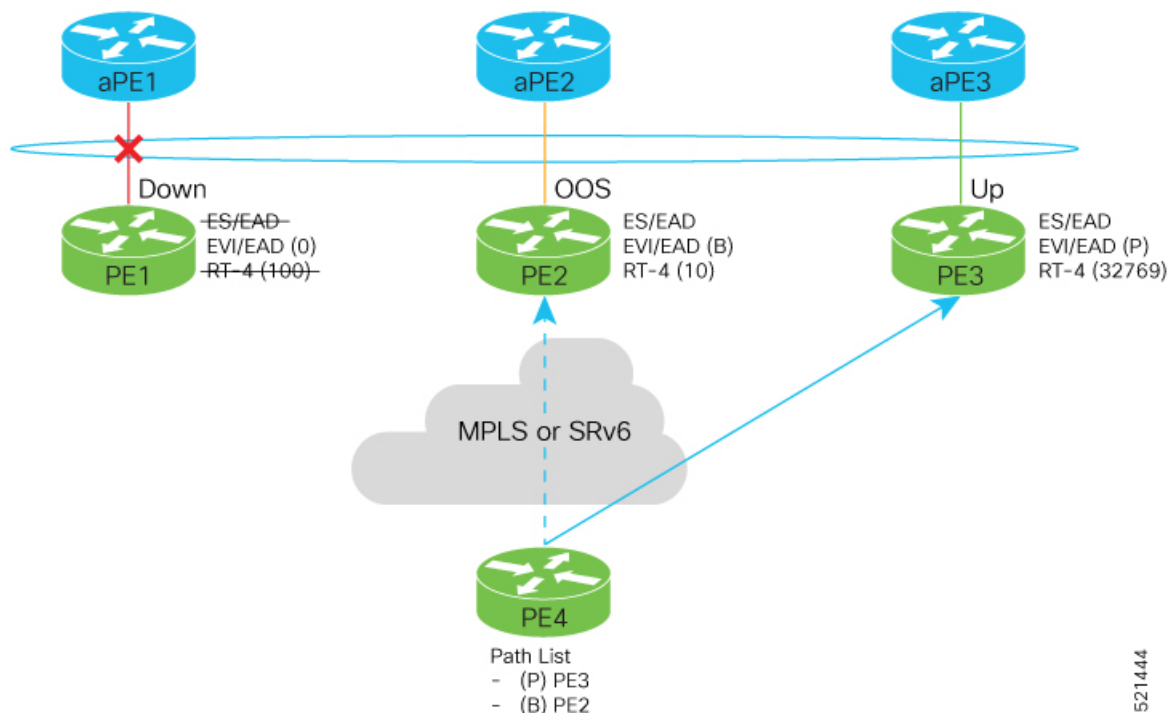 aPE1
aPE2
aPE3
Down
OOS
Up
PE1
ES/EAD
EVI/EAD (0)
RT-4 (100)
PE2
ES/EAD
EVI/EAD (B)
RT-4 (10)
PE3
ES/EAD
EVI/EAD (P)
RT-4 (32769)
MPLS or SRv6
PE4
Path List
- (P) PE3
- (B) PE2
521444